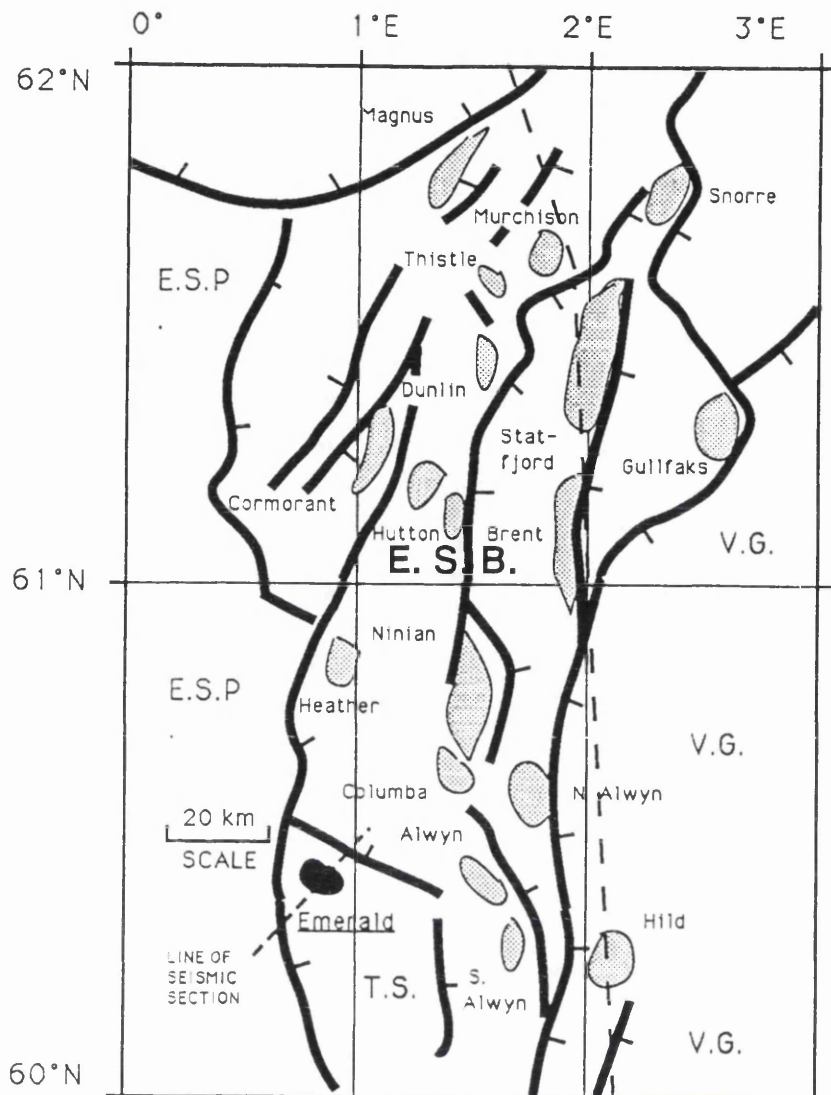 0° 1°E 2°E 3°E
62°N
Magnus
Snorre
Murchison
Thistle
E.S.P
Dunlin
Stat-
fjord
Gullfaks
Cormorant
Hutton
Brent
V.G.
E. S. B.
61°N
Ninian
E.S.P
Heather
V.G.
Columba
N. Alwyn
20 km
SCALE
Alwyn
Emerald
Hild
LINE OF
SEISMIC
SECTION
T.S.
S.
Alwyn
V.G.
60°N